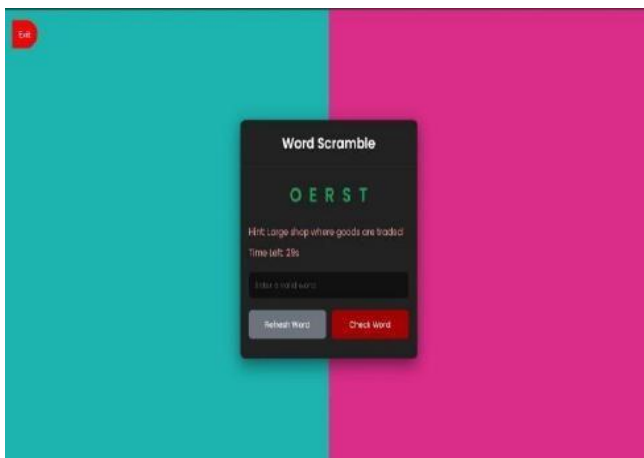 Exit
Word Scramble
O E R S T
Hint: Large shop where goods are traded
Time Left: 29s
Enter a valid word
Refresh Word
Check Word